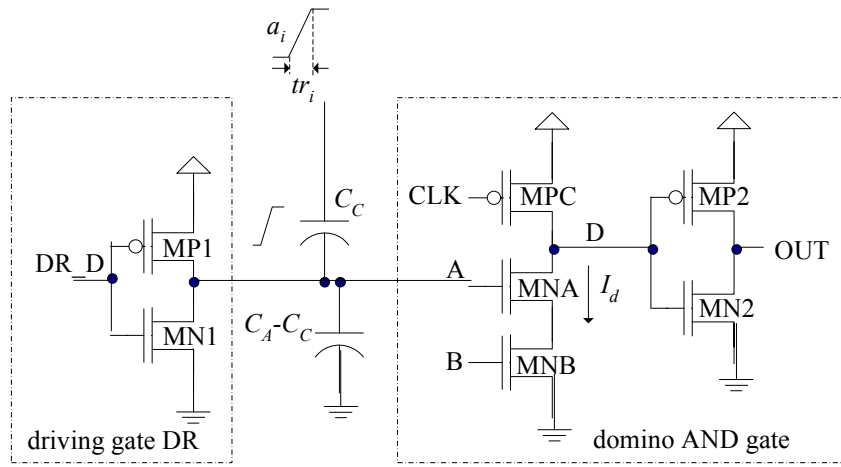 a_i
tr_i
C_C
CLK
MPC
MP2
DR_D
MP1
D
OUT
A
MNA
I_d
MN1
C_A-C_C
MN2
B
MNB
driving gate DR
domino AND gate